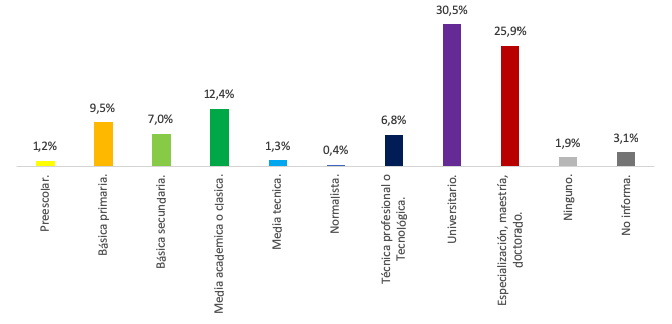 30,5%
25,9%
12,4%
9,5%
7,0%
6,8%
3,1%
1,9%
1,2%
1,3%
0,4%
Preescolar.
Básica primaria.
Básica secundaria.
Media academica o clasica.
Media tecnica.
Normalista.
Técnica profesional o
Tecnológica.
Universitario.
Especialización, maestría,
doctorado.
Ninguno.
No informa.